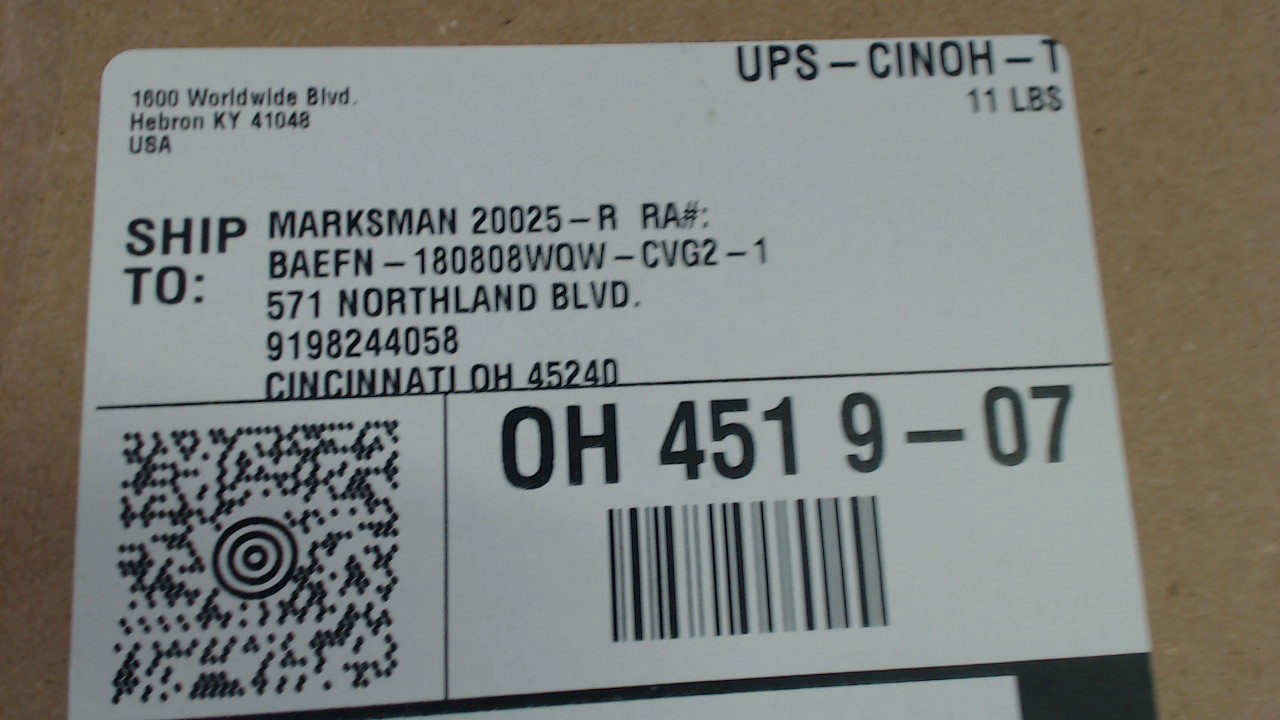 UPS-CINOH-T
11 LBS
1600 Worldwide Blvd.
Hebron KY 41048
USA
SHIP TO:
MARKSMAN 20025-R RA#:
BAEFN-180808WQW-CVG2-1
571 NORTHLAND BLVD.
9198244058
CINCINNATI OH 45240
OH 451 9-07